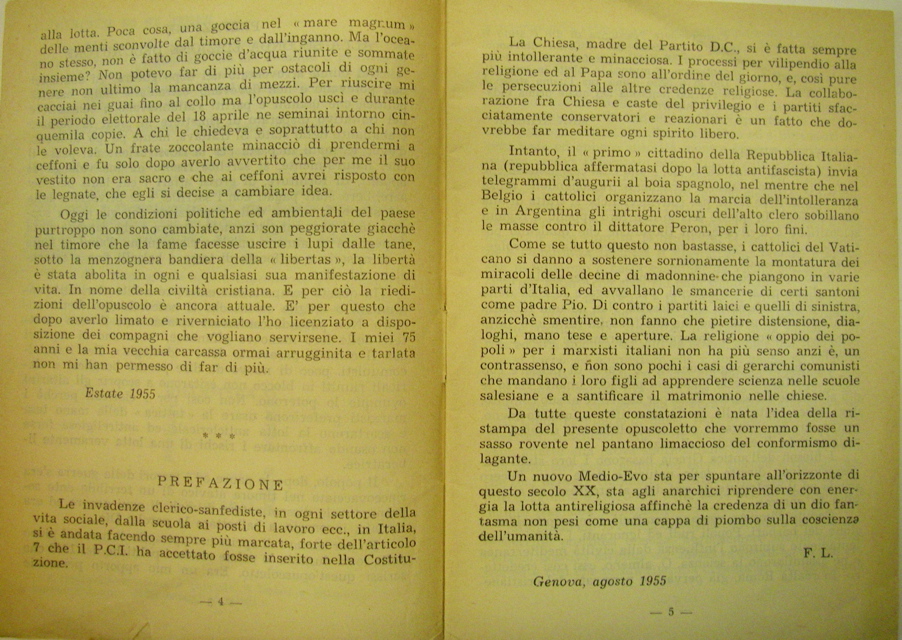 alla lotta. Poca cosa, una goccia nel « mare magnum »
delle menti sconvolte dal timore e dall'inganno. Ma l'ocea-
no stesso, non è fatto di goccie d'acqua riunite e sommate
insieme? Non potevo far di più per ostacoli di ogni ge-
nere non ultimo la mancanza di mezzi. Per riuscire mi
cacciai nei guai fino al collo ma l'opuscolo uscì e durante
il periodo elettorale del 18 aprile ne seminai intorno cin-
quemila copie. A chi le chiedeva e soprattutto a chi non
le voleva. Un frate zoccolante minacciò di prendermi a
ceffoni e fu solo dopo averlo avvertito che per me il suo
vestito non era sacro e che ai ceffoni avrei risposto con
le legnate, che egli si decise a cambiare idea.
Oggi le condizioni politiche ed ambientali del paese
purtroppo non sono cambiate, anzi son peggiorate giacchè
nel timore che la fame facesse uscire i lupi dalle tane,
sotto la menzognera bandiera della « libertas », la libertà
è stata abolita in ogni e qualsiasi sua manifestazione di
vita. In nome della civiltà cristiana. E per ciò la riedi-
zioni dell'opuscolo è ancora attuale. E' per questo che
dopo averlo limato e riverniciato l'ho licenziato a dispo-
sizione dei compagni che vogliano servirsene. I miei 75
anni e la mia vecchia carcassa ormai arrugginita e tarlata
non mi han permesso di far di più.
Estate 1955
* * *
PREFAZIONE
Le invadenze clerico-sanfediste, in ogni settore della
vita sociale, dalla scuola ai posti di lavoro ecc., in Italia,
si è andata facendo sempre più marcata, forte dell'articolo
7 che il P.C.I. ha accettato fosse inserito nella Costitu-
zione.
— 4 —
La Chiesa, madre del Partito D.C., si è fatta sempre
più intollerante e minacciosa. I processi per vilipendio alla
religione ed al Papa sono all'ordine del giorno, e, così pure
le persecuzioni alle altre credenze religiose. La collabo-
razione fra Chiesa e caste del privilegio e i partiti sfac-
ciatamente conservatori e reazionari è un fatto che do-
vrebbe far meditare ogni spirito libero.
Intanto, il « primo » cittadino della Repubblica Italia-
na (repubblica affermatasi dopo la lotta antifascista) invia
telegrammi d'augurii al boia spagnolo, nel mentre che nel
Belgio i cattolici organizzano la marcia dell'intolleranza
e in Argentina gli intrighi oscuri dell'alto clero sobillano
le masse contro il dittatore Peron, per i loro fini.
Come se tutto questo non bastasse, i cattolici del Vati-
cano si danno a sostenere sornionamente la montatura dei
miracoli delle decine di madonnine che piangono in varie
parti d'Italia, ed avvallano le smancerie di certi santoni
come padre Pio. Di contro i partiti laici e quelli di sinistra,
anzicchè smentire, non fanno che pietire distensione, dia-
loghi, mano tese e aperture. La religione « oppio dei po-
poli » per i marxisti italiani non ha più senso anzi è, un
contrassenso, e non sono pochi i casi di gerarchi comunisti
che mandano i loro figli ad apprendere scienza nelle scuole
salesiane e a santificare il matrimonio nelle chiese.
Da tutte queste constatazioni è nata l'idea della ri-
stampa del presente opuscoletto che vorremmo fosse un
sasso rovente nel pantano limaccioso del conformismo di-
lagante.
Un nuovo Medio-Evo sta per spuntare all'orizzonte di
questo secolo XX, sta agli anarchici riprendere con ener-
gia la lotta antireligiosa affinchè la credenza di un dio fan-
tasma non pesi come una cappa di piombo sulla coscienza
dell'umanità.
F. L.
Genova, agosto 1955
— 5 —